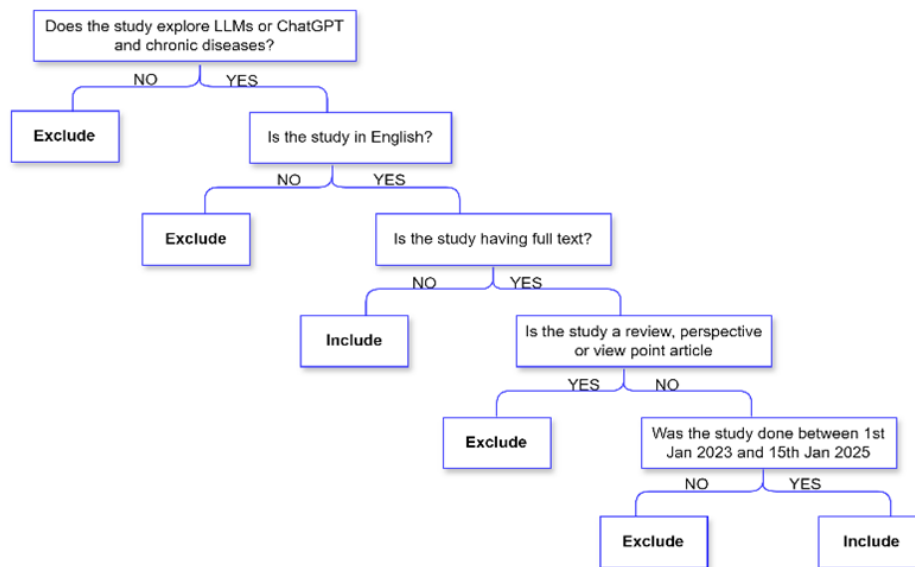 Does the study explore LLMs or ChatGPT
and chronic diseases?
NO
YES
Exclude
Is the study in English?
NO
YES
Exclude
Is the study having full text?
NO
YES
Include
Is the study a review, perspective
or view point article
YES
NO
Exclude
Was the study done between 1st
Jan 2023 and 15th Jan 2025
NO
YES
Exclude
Include